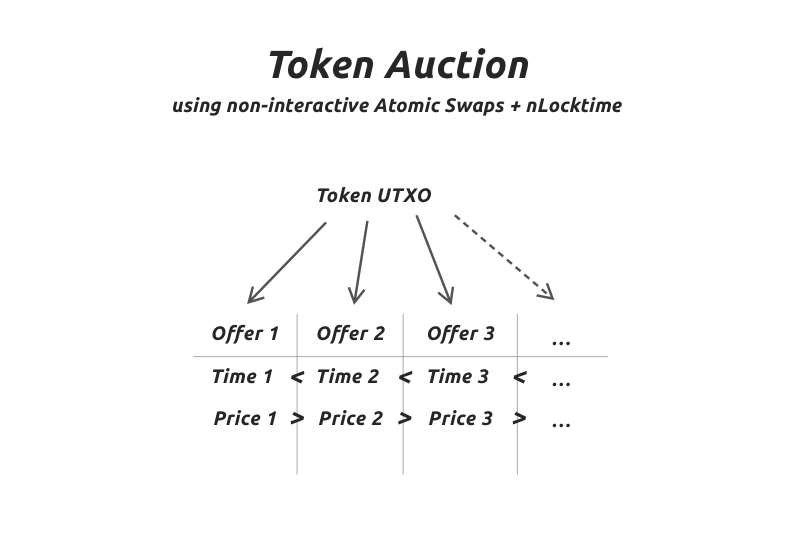 Token Auction
using non-interactive Atomic Swaps + nLocktime
Token UTXO
Offer 1 Offer 2 Offer 3 ...
Time 1 < Time 2 < Time 3 < ...
Price 1 > Price 2 > Price 3 > ...